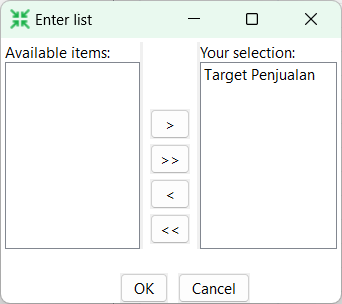 Enter list
Available items:
Your selection:
Target Penjualan
>
>>
<
<<
OK
Cancel